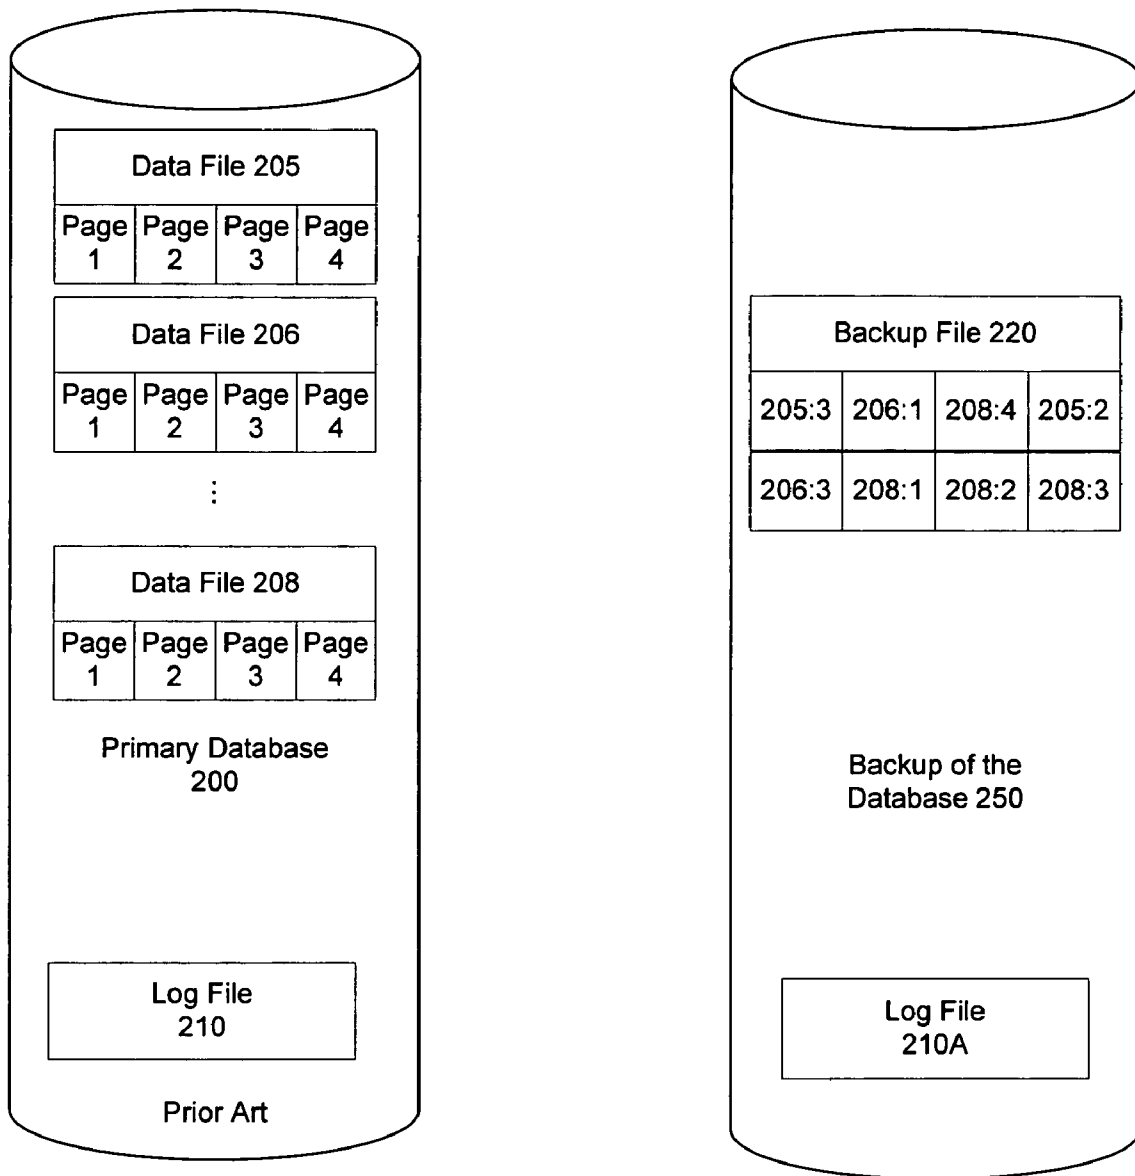 Data File 205
Page 1 Page 2 Page 3 Page 4
Data File 206
Page 1 Page 2 Page 3 Page 4
⋮
Data File 208
Page 1 Page 2 Page 3 Page 4
Primary Database
200
Log File
210
Prior Art
Backup File 220
205:3 206:1 208:4 205:2
206:3 208:1 208:2 208:3
Backup of the
Database 250
Log File
210A